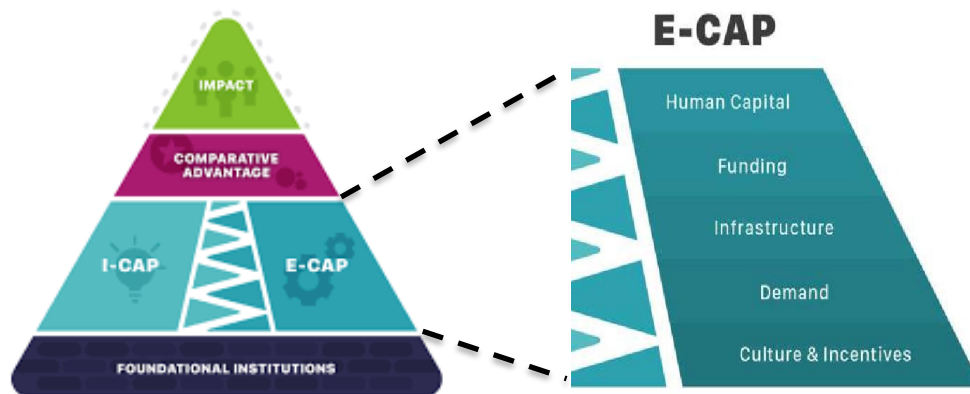 IMPACT
COMPARATIVE
ADVANTAGE
I-CAP
E-CAP
FOUNDATIONAL INSTITUTIONS
E-CAP
Human Capital
Funding
Infrastructure
Demand
Culture & Incentives